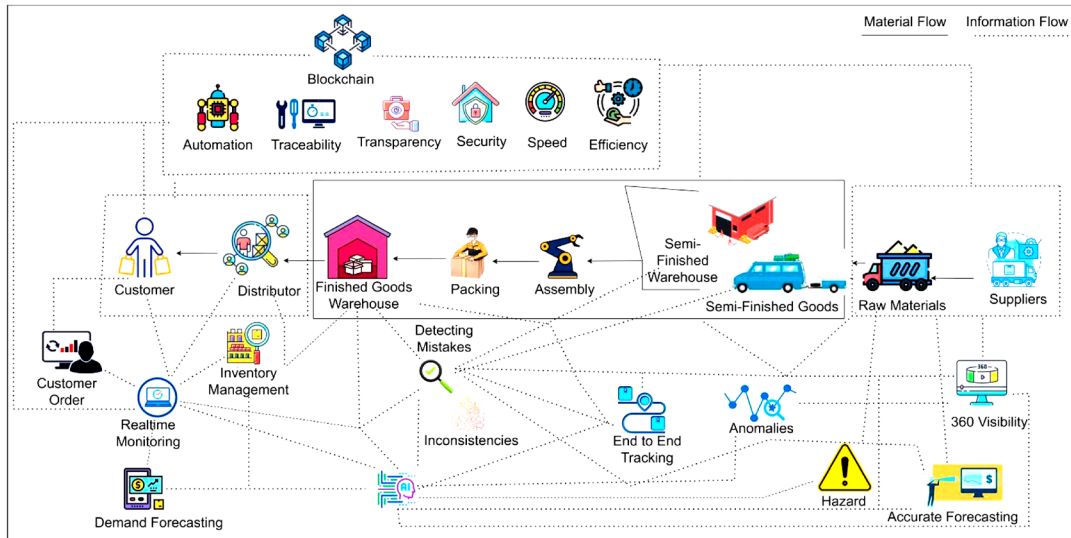 Material Flow
Information Flow
Blockchain
Automation
Traceability
Transparency
Security
Speed
Efficiency
Customer
Distributor
Finished Goods
Warehouse
Packing
Assembly
Semi-
Finished
Warehouse
Semi-Finished Goods
Raw Materials
Suppliers
Customer
Order
Realtime
Monitoring
Inventory
Management
Detecting
Mistakes
Inconsistencies
End to End
Tracking
Anomalies
360
360 Visibility
Demand Forecasting
AI
Hazard
Accurate Forecasting